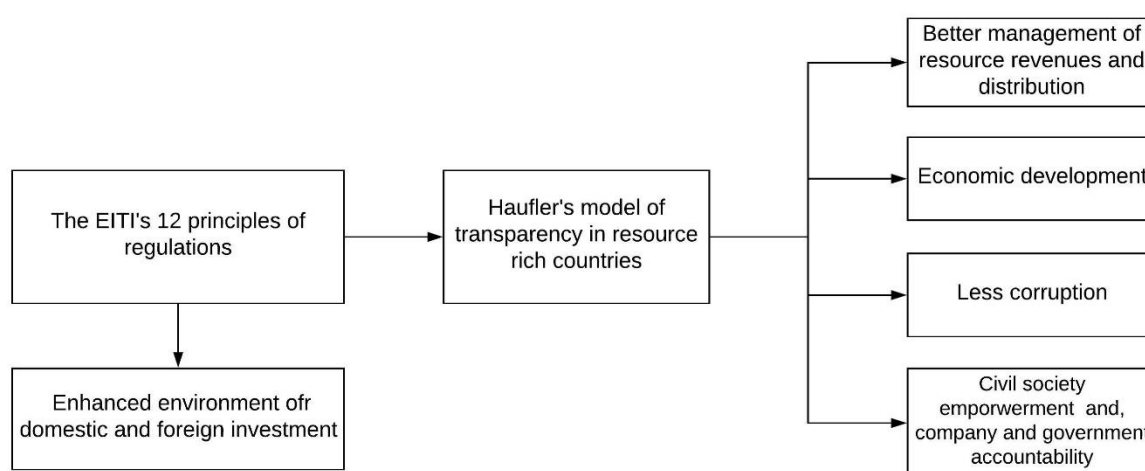 The EITI's 12 principles of
regulations
Enhanced environment ofr
domestic and foreign investment
Haufler's model of
transparency in resource
rich countries
Better management of
resource revenues and
distribution
Economic development
Less corruption
Civil society
emporwerment and,
company and government
accountability